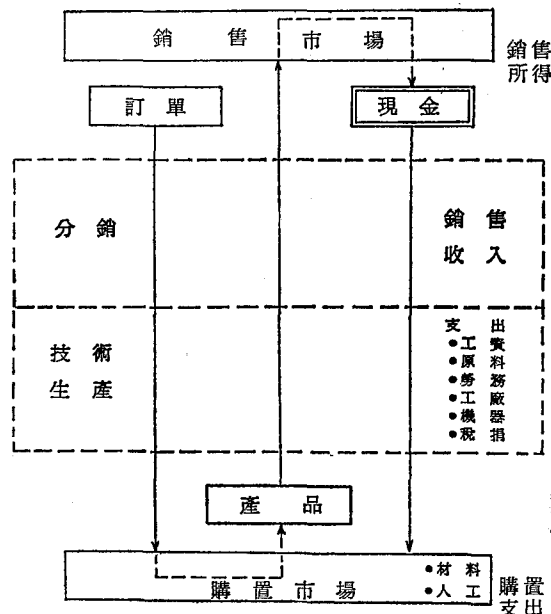 銷售市場
銷售
所得
訂單
現金
分銷
銷售
收入
技術
生產
支出
•工資
•原料
•勞務
•工廠
•機器
•稅捐
產品
•材料
•人工
購置市場
購置
支出